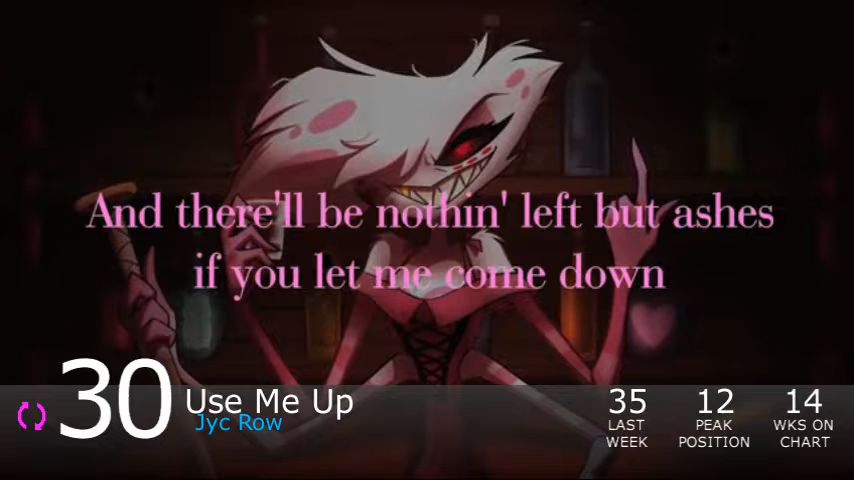 And there'll be nothin' left but ashes
if you let me come down
30
Use Me Up
Jyc Row
35
LAST
WEEK
12
PEAK
POSITION
14
WKS ON
CHART